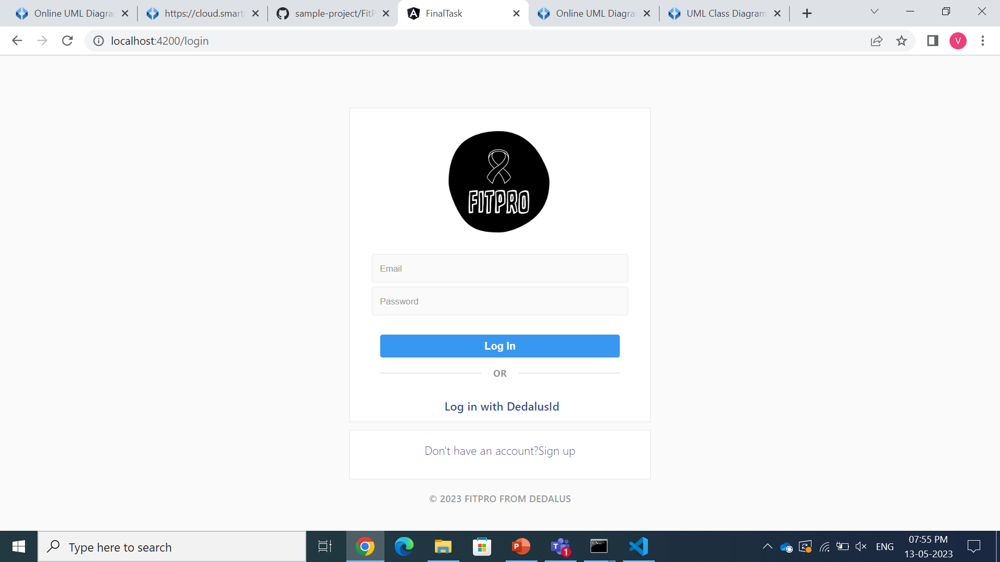 Online UML Diagra
https://cloud.smart
sample-project/FitP
FinalTask
Online UML Diagra
UML Class Diagram
localhost:4200/login
V
FITPRO
Email
Password
Log In
OR
Log in with DedalusId
Don't have an account?Sign up
© 2023 FITPRO FROM DEDALUS
Type here to search
P
T
1
ENG
07:55 PM
13-05-2023